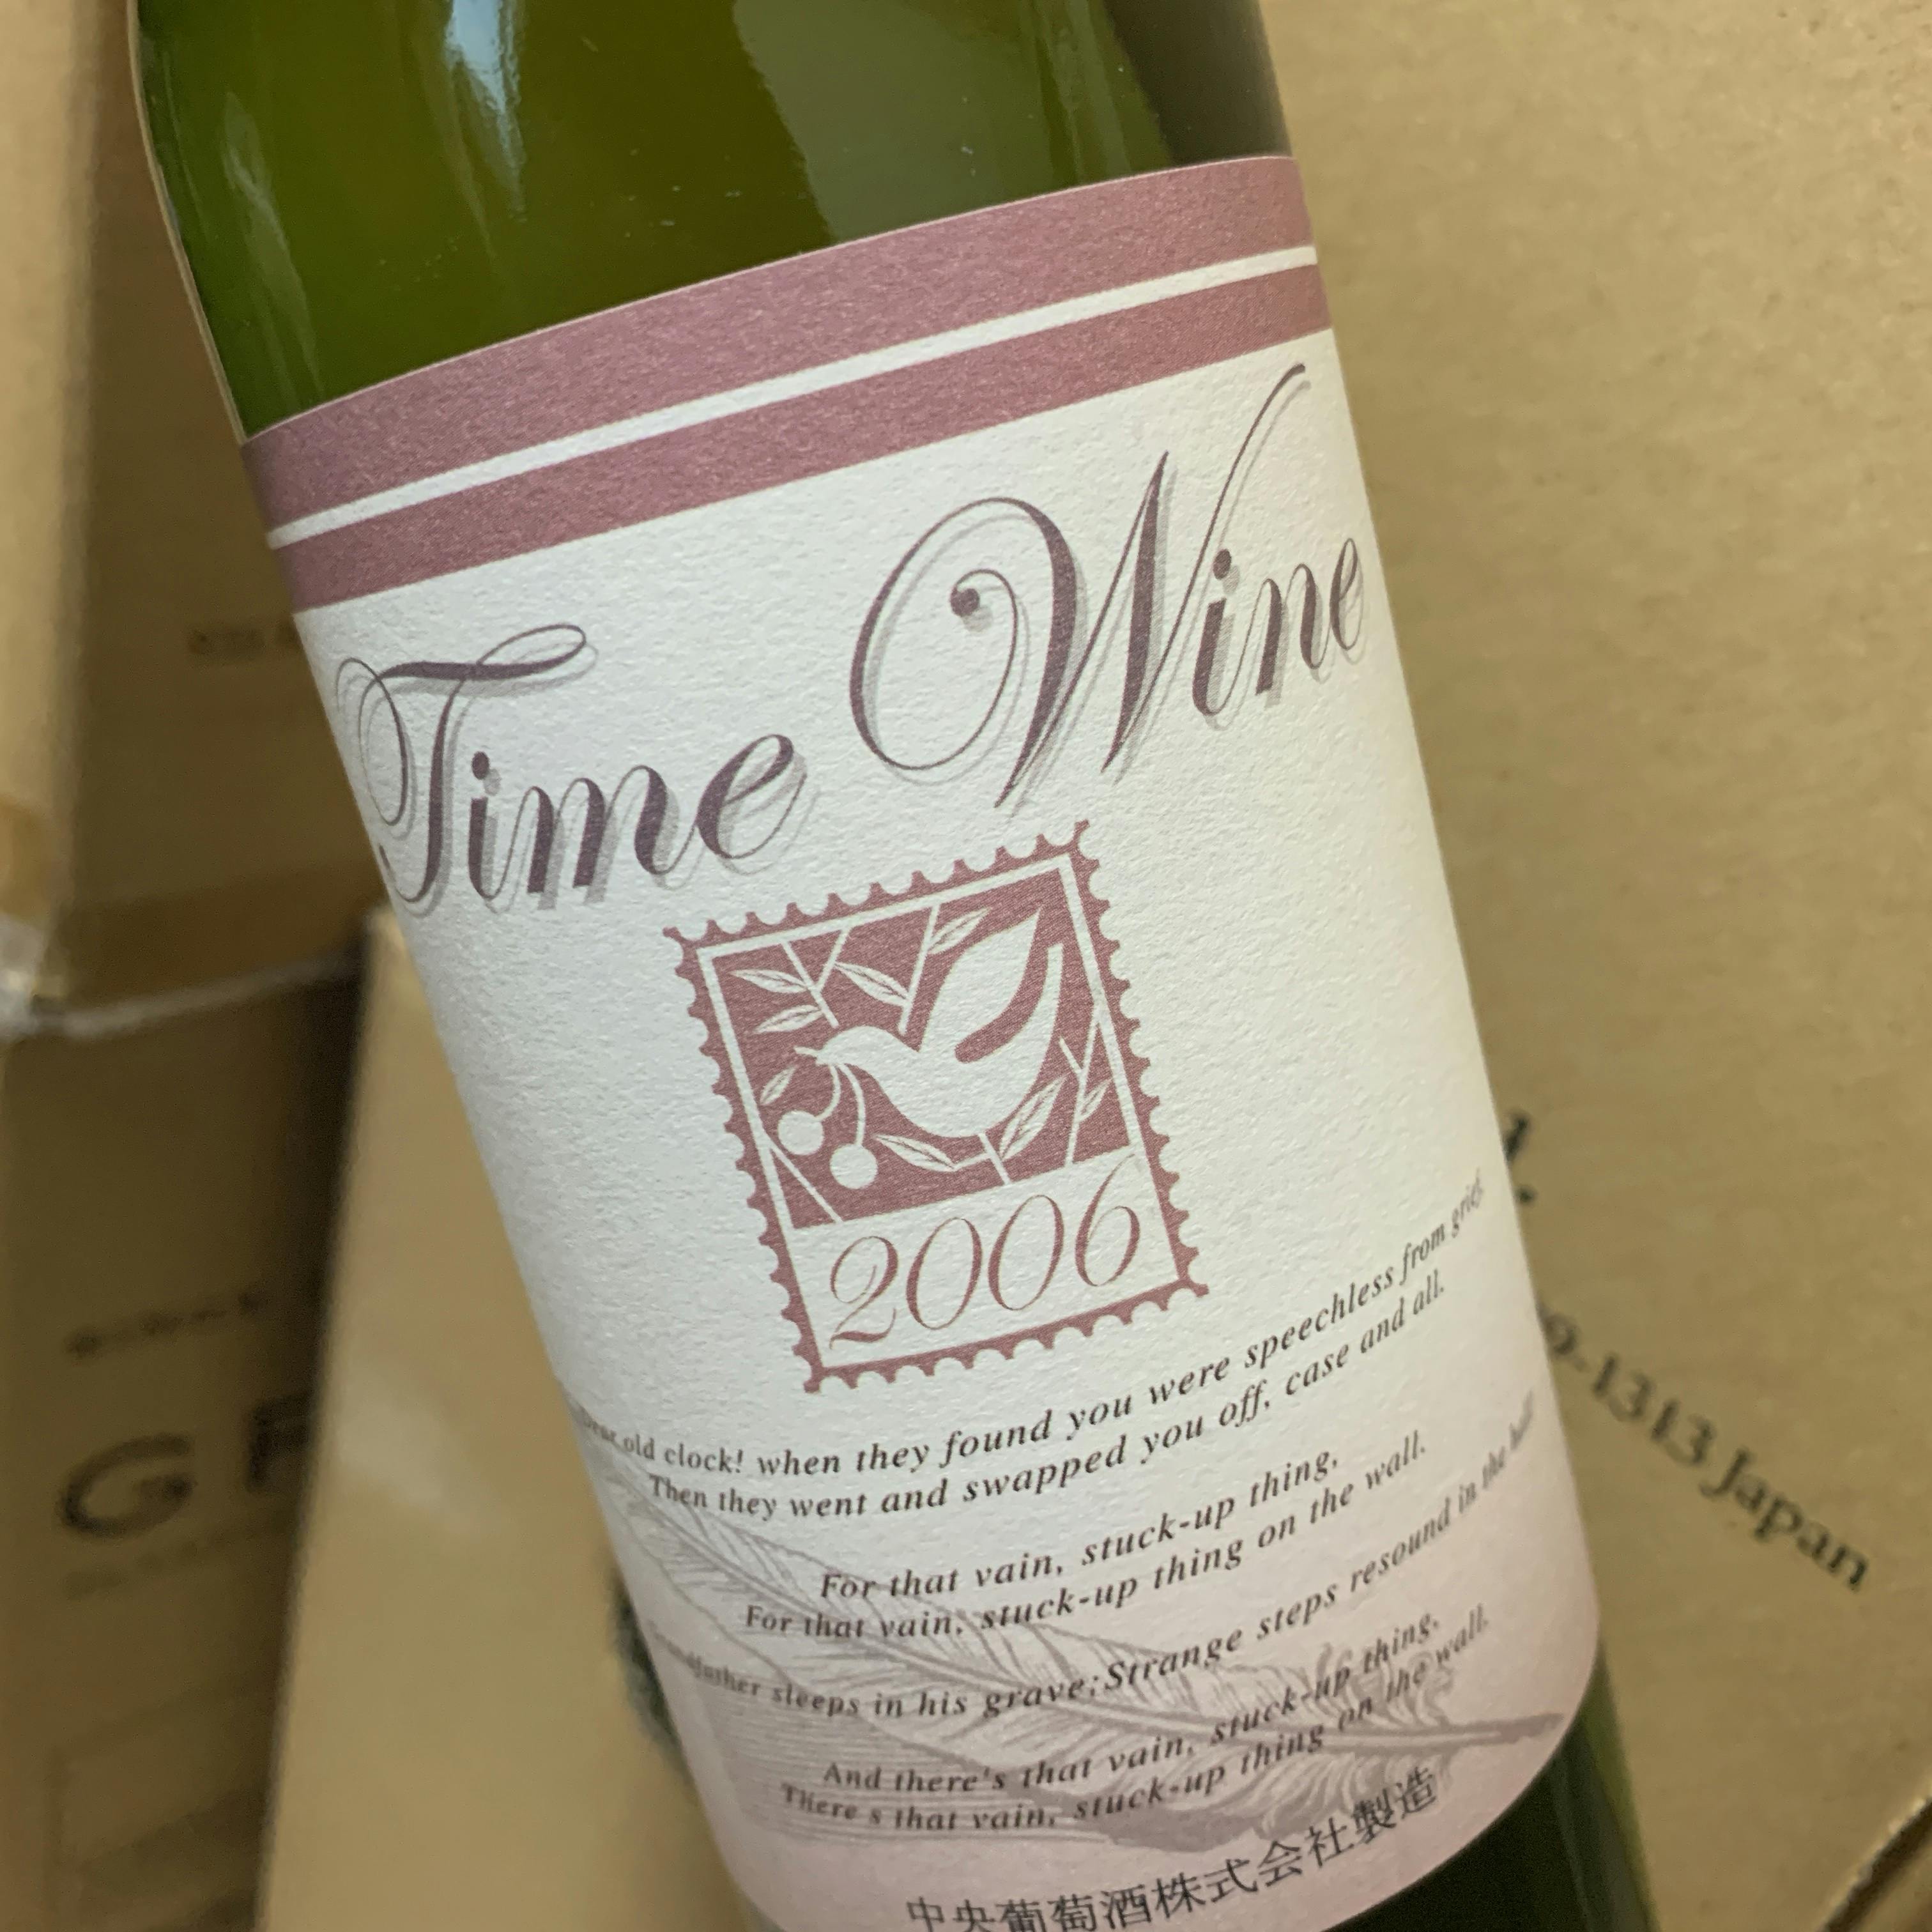 Time Wine
2006
old clock! when they found you were speechless from grief,
Then they went and swapped you off, case and all.
For that vain, stuck-up thing,
For that vain, stuck-up thing on the wall.
sleeps in his grave; Strange steps resound in the hall
And there's that vain, stuck-up thing,
There s that vain, stuck-up thing on the wall.
中央葡萄酒株式会社製造
o-1313 Japan